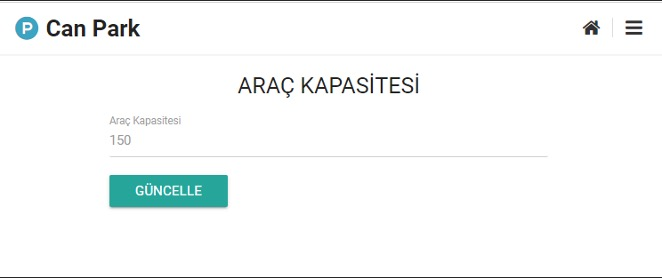 P Can Park
ARAÇ KAPASİTESİ
Araç Kapasitesi
150
GÜNCELLE